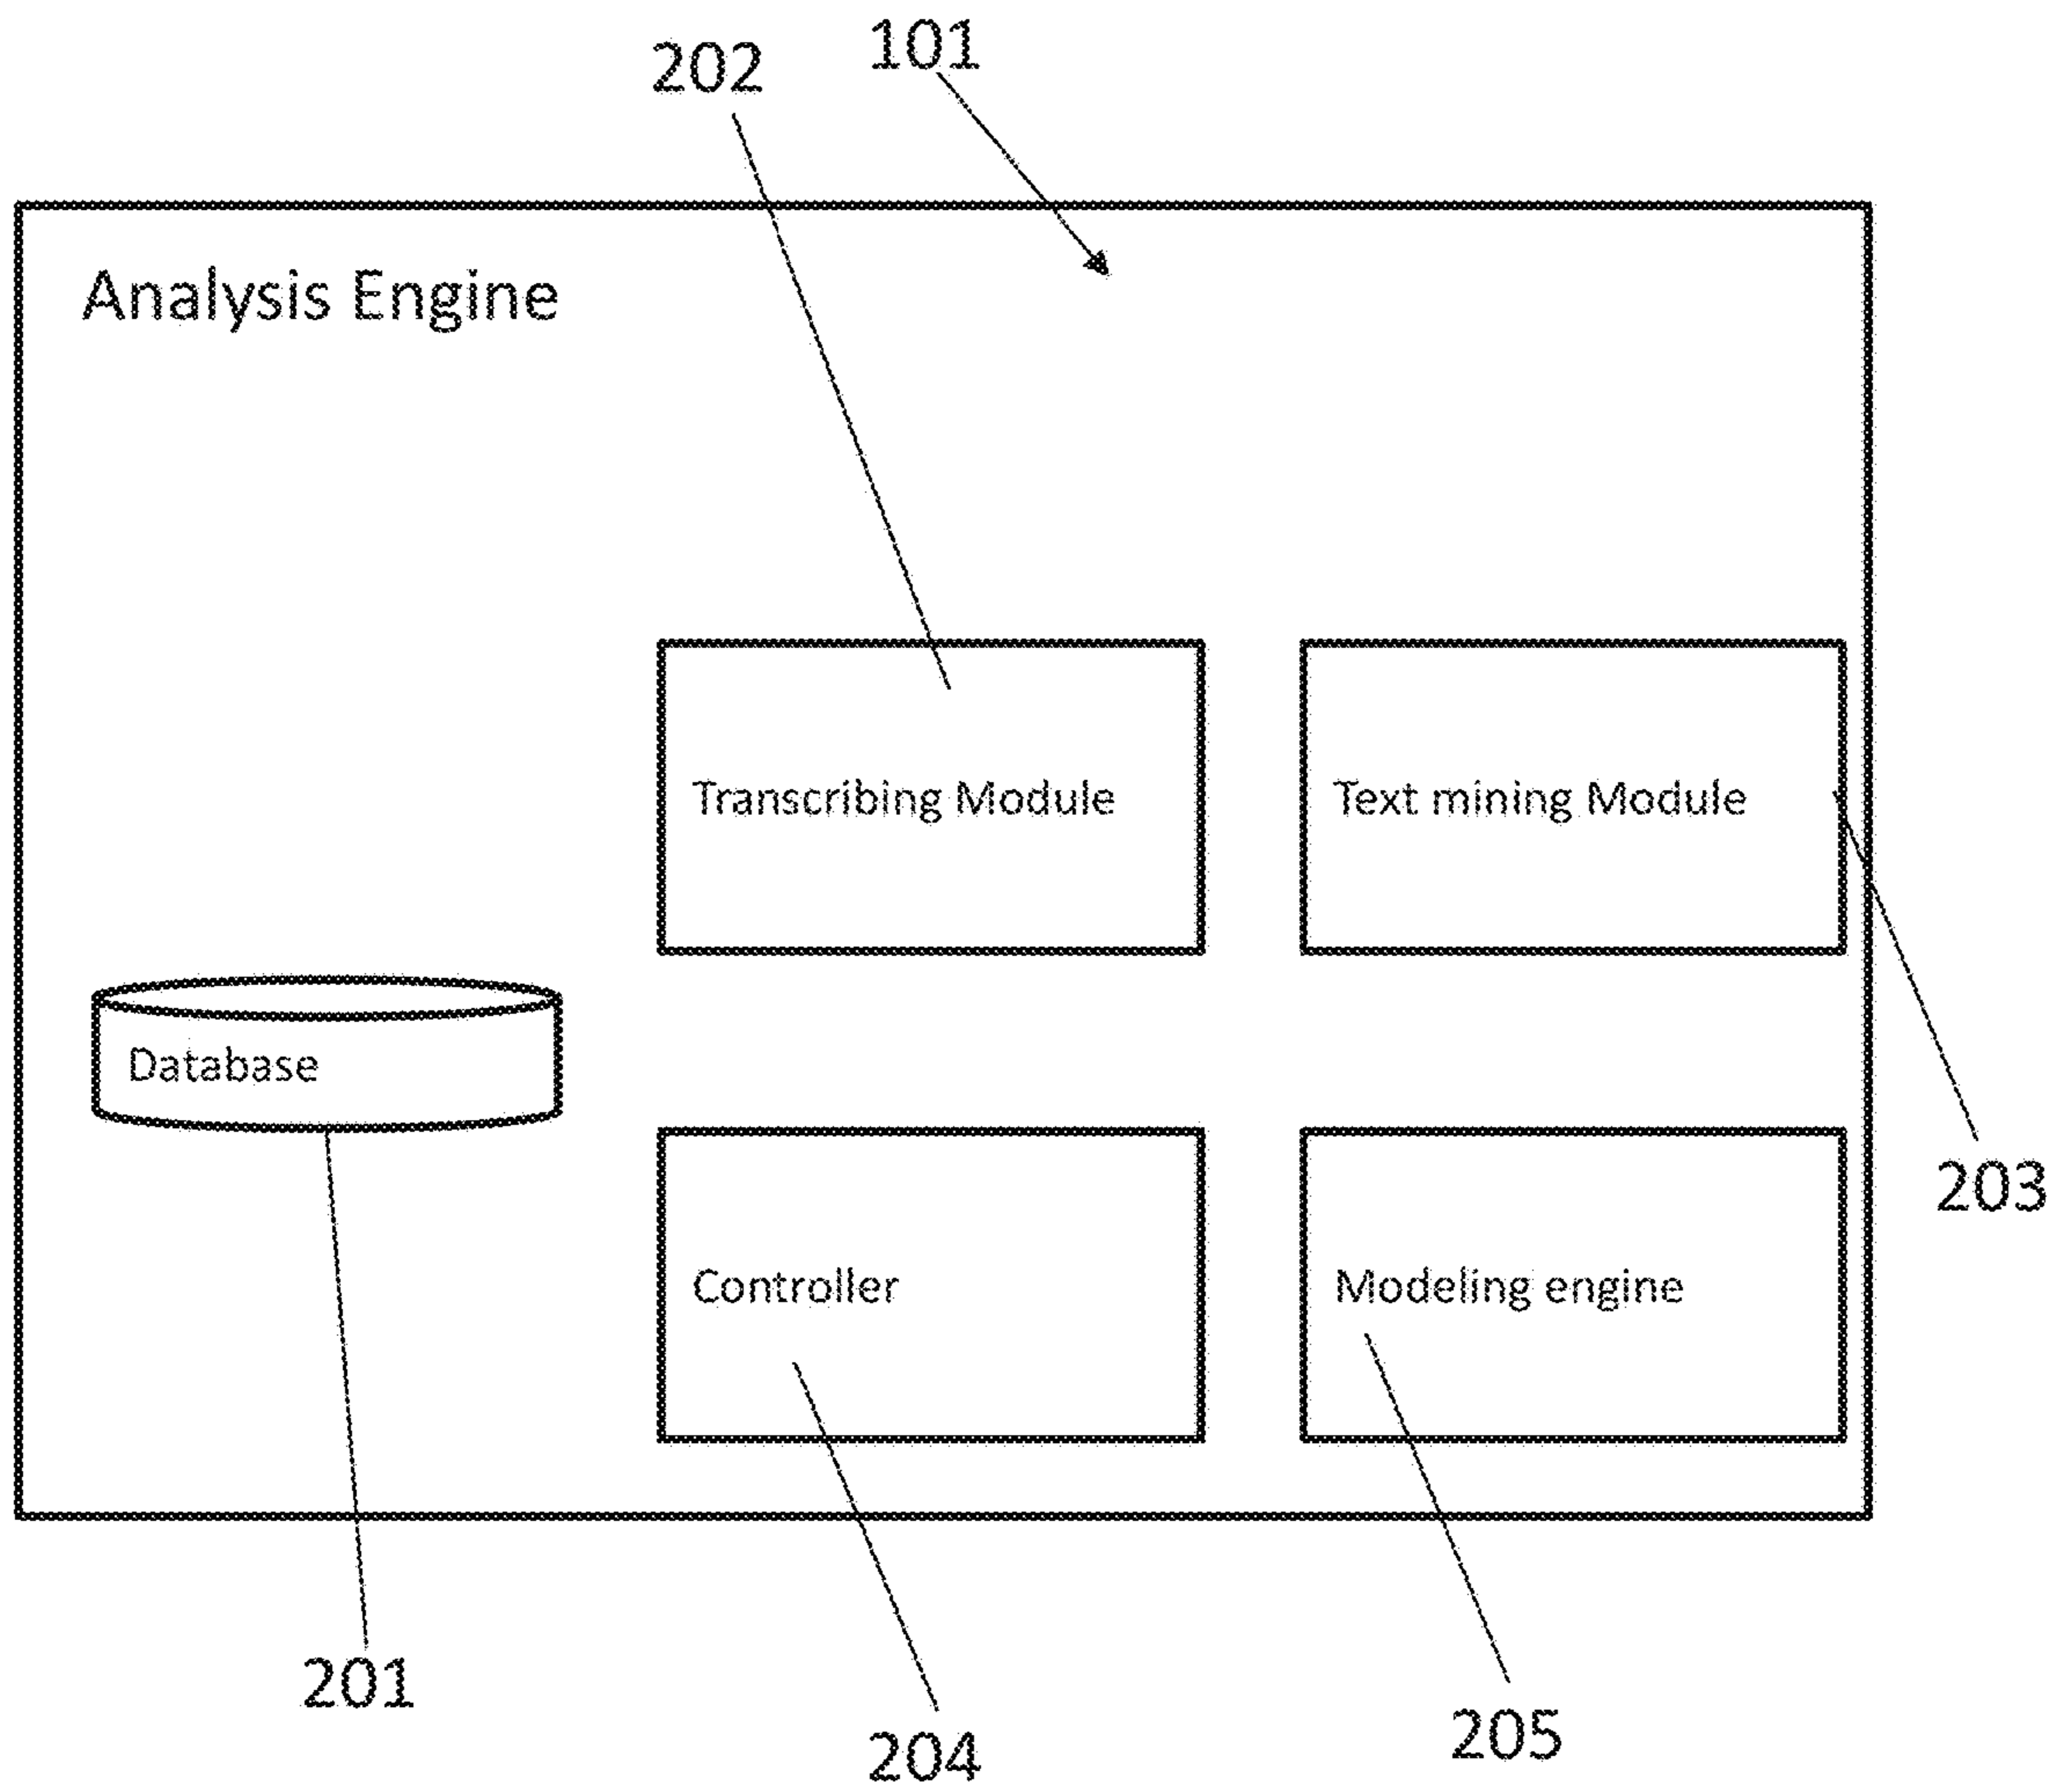 202
101
Analysis Engine
Transcribing Module
Text mining Module
Database
203
Controller
Modeling engine
201
204
205